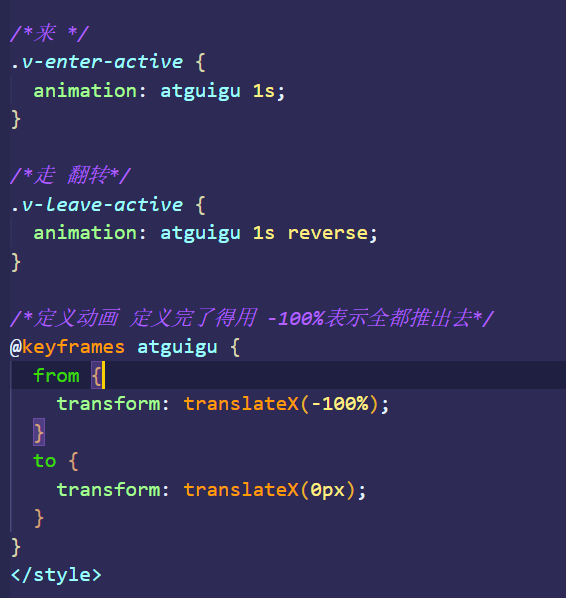 /*来 */
.v-enter-active {
  animation: atguigu 1s;
}
/*走 翻转*/
.v-leave-active {
  animation: atguigu 1s reverse;
}
/*定义动画 定义完了得用 -100%表示全都推出去*/
@keyframes atguigu {
  from {
    transform: translateX(-100%);
  }
  to {
    transform: translateX(0px);
  }
}
</style>